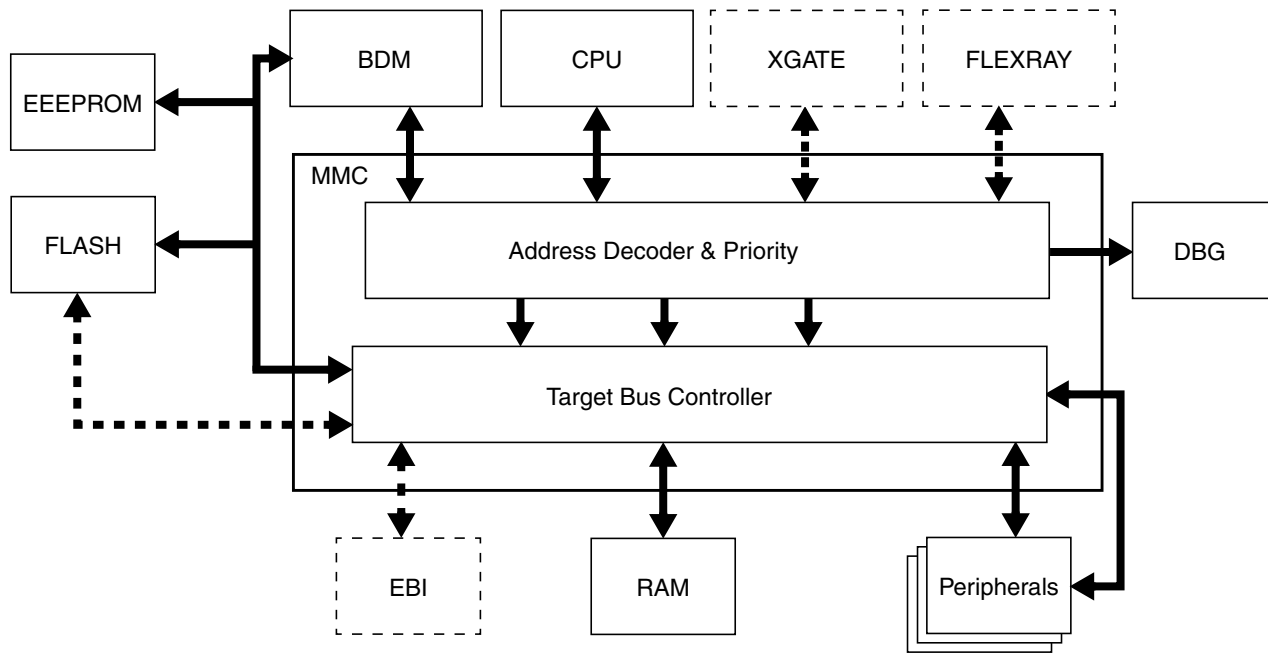 BDM
CPU
XGATE
FLEXRAY
EEEPROM
MMC
FLASH
Address Decoder & Priority
DBG
Target Bus Controller
EBI
RAM
Peripherals